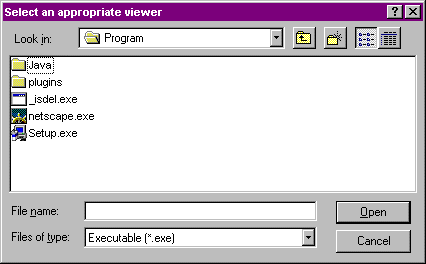 Select an appropriate viewer
Look in: Program
Java
plugins
_isdel.exe
netscape.exe
Setup.exe
File name: Open
Files of type: Executable (*.exe) Cancel